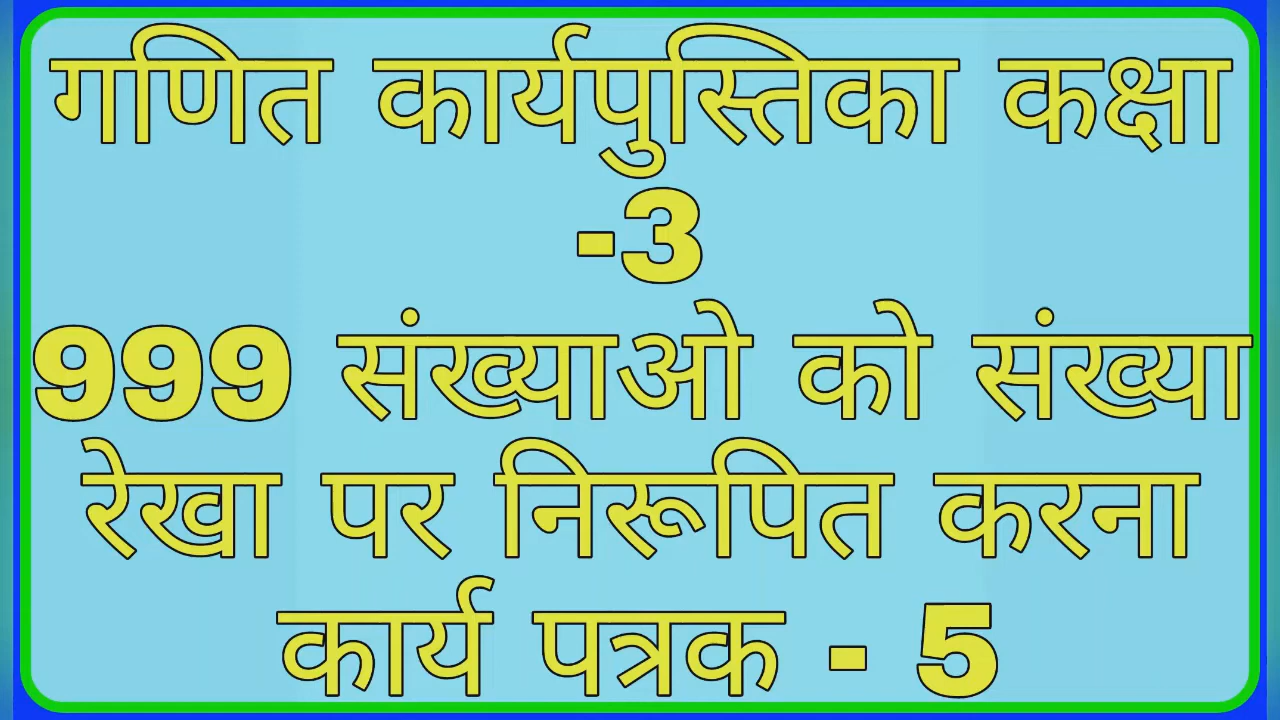 गणित कार्यपुस्तिका कक्षा
-3
999 संख्याओ को संख्या
रेखा पर निरूपित करना
कार्य पत्रक - 5